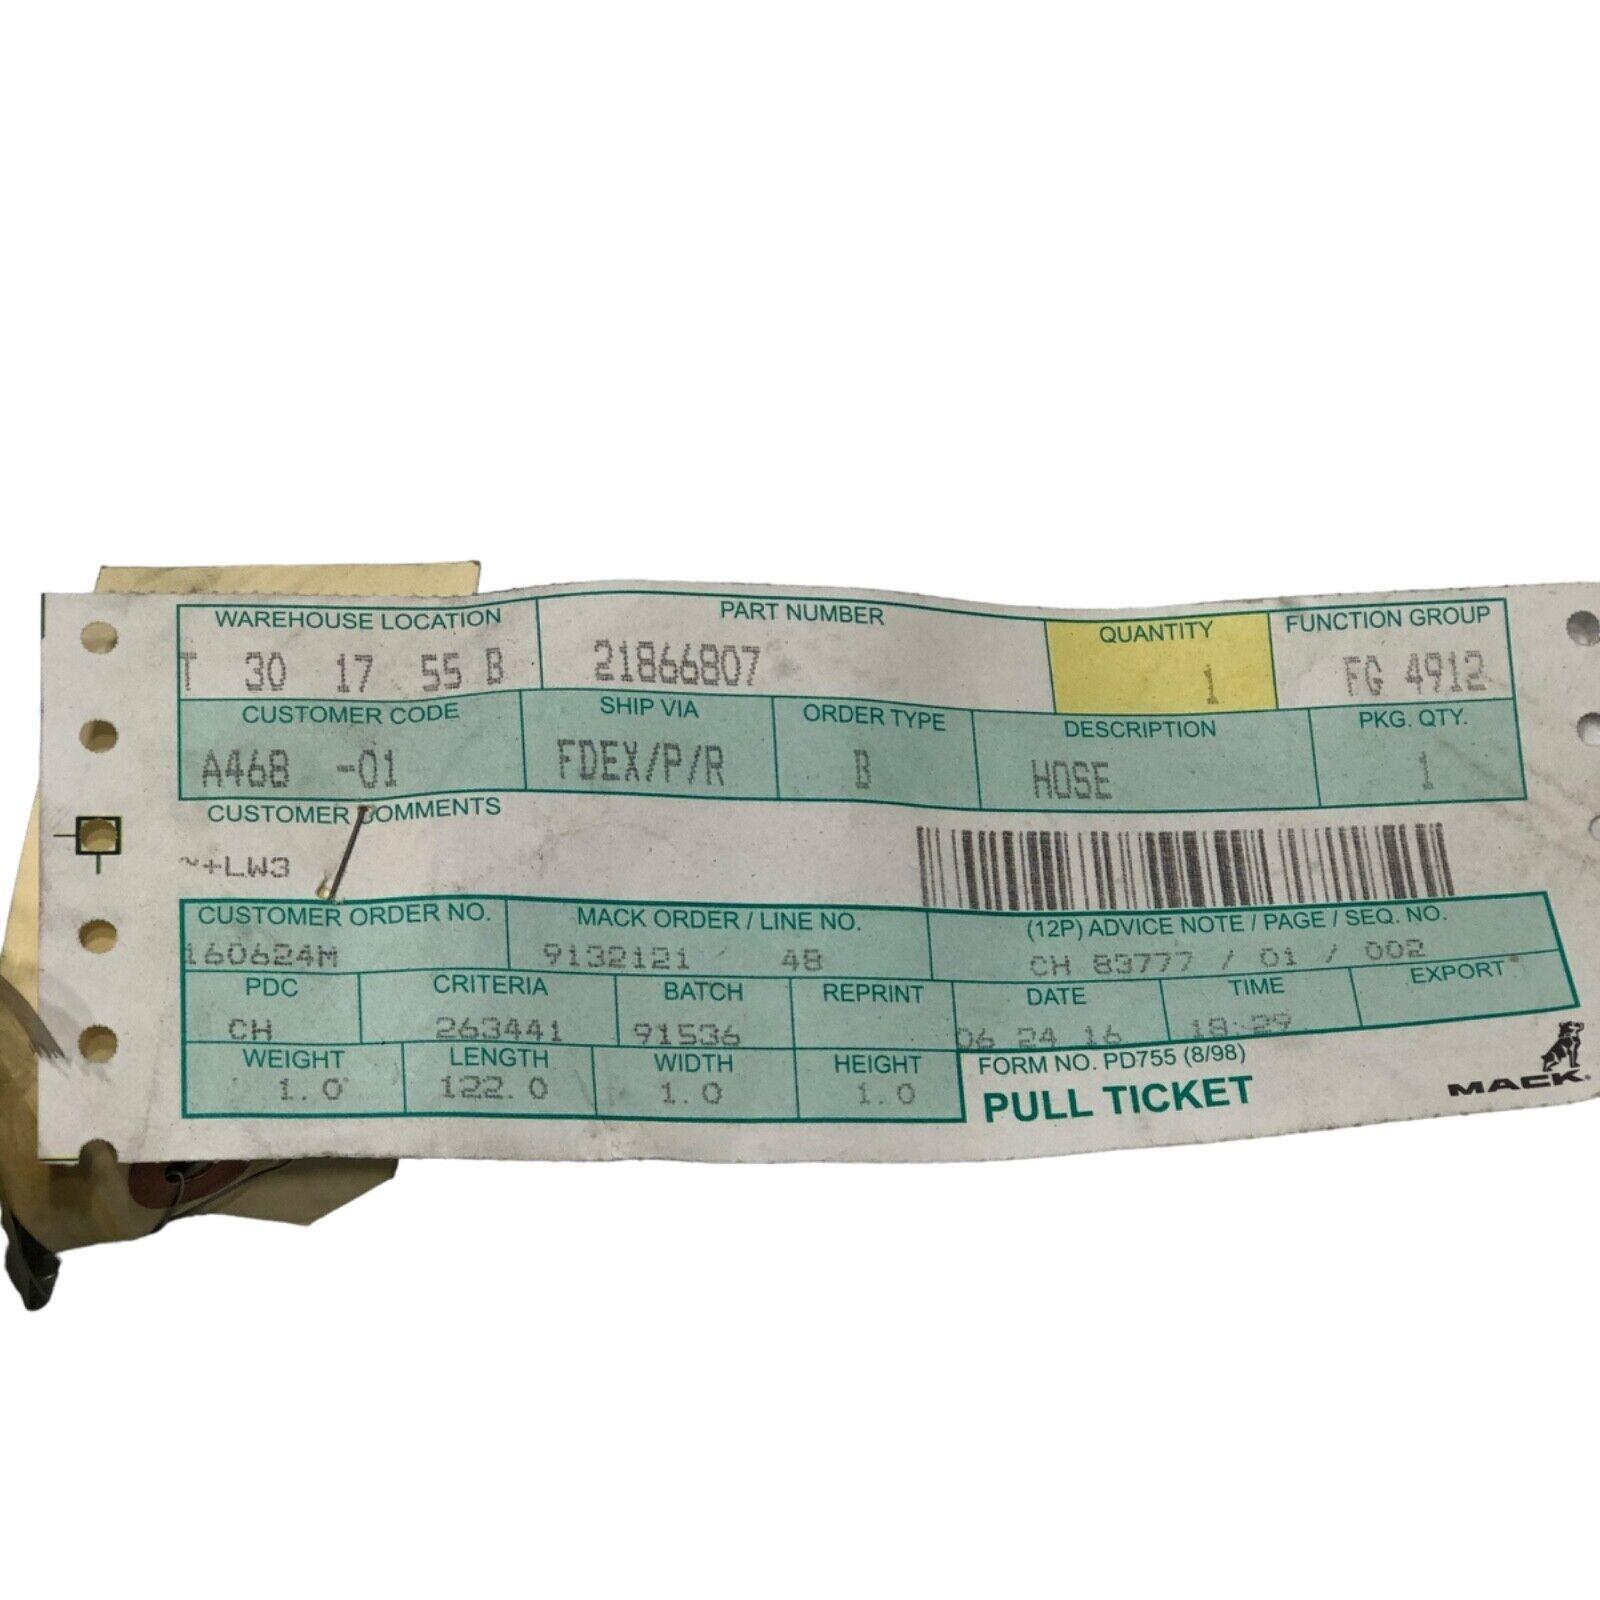 WAREHOUSE LOCATION PART NUMBER QUANTITY FUNCTION GROUP
T 30 17 55 B 21866807 1 FG 4912
CUSTOMER CODE SHIP VIA ORDER TYPE DESCRIPTION PKG. QTY.
A468 -01 FDEX/P/R B HOSE 1
CUSTOMER COMMENTS
~+LW3
CUSTOMER ORDER NO. MACK ORDER / LINE NO. (12P) ADVICE NOTE / PAGE / SEQ. NO.
160624M 9132121 48 CH 83777 / 01 / 002
PDC CRITERIA BATCH REPRINT DATE TIME EXPORT
CH 263441 91536 06 24 16 18:29
WEIGHT LENGTH WIDTH HEIGHT FORM NO. PD755 (8/98)
1.0 122.0 1.0 1.0 PULL TICKET
MACK